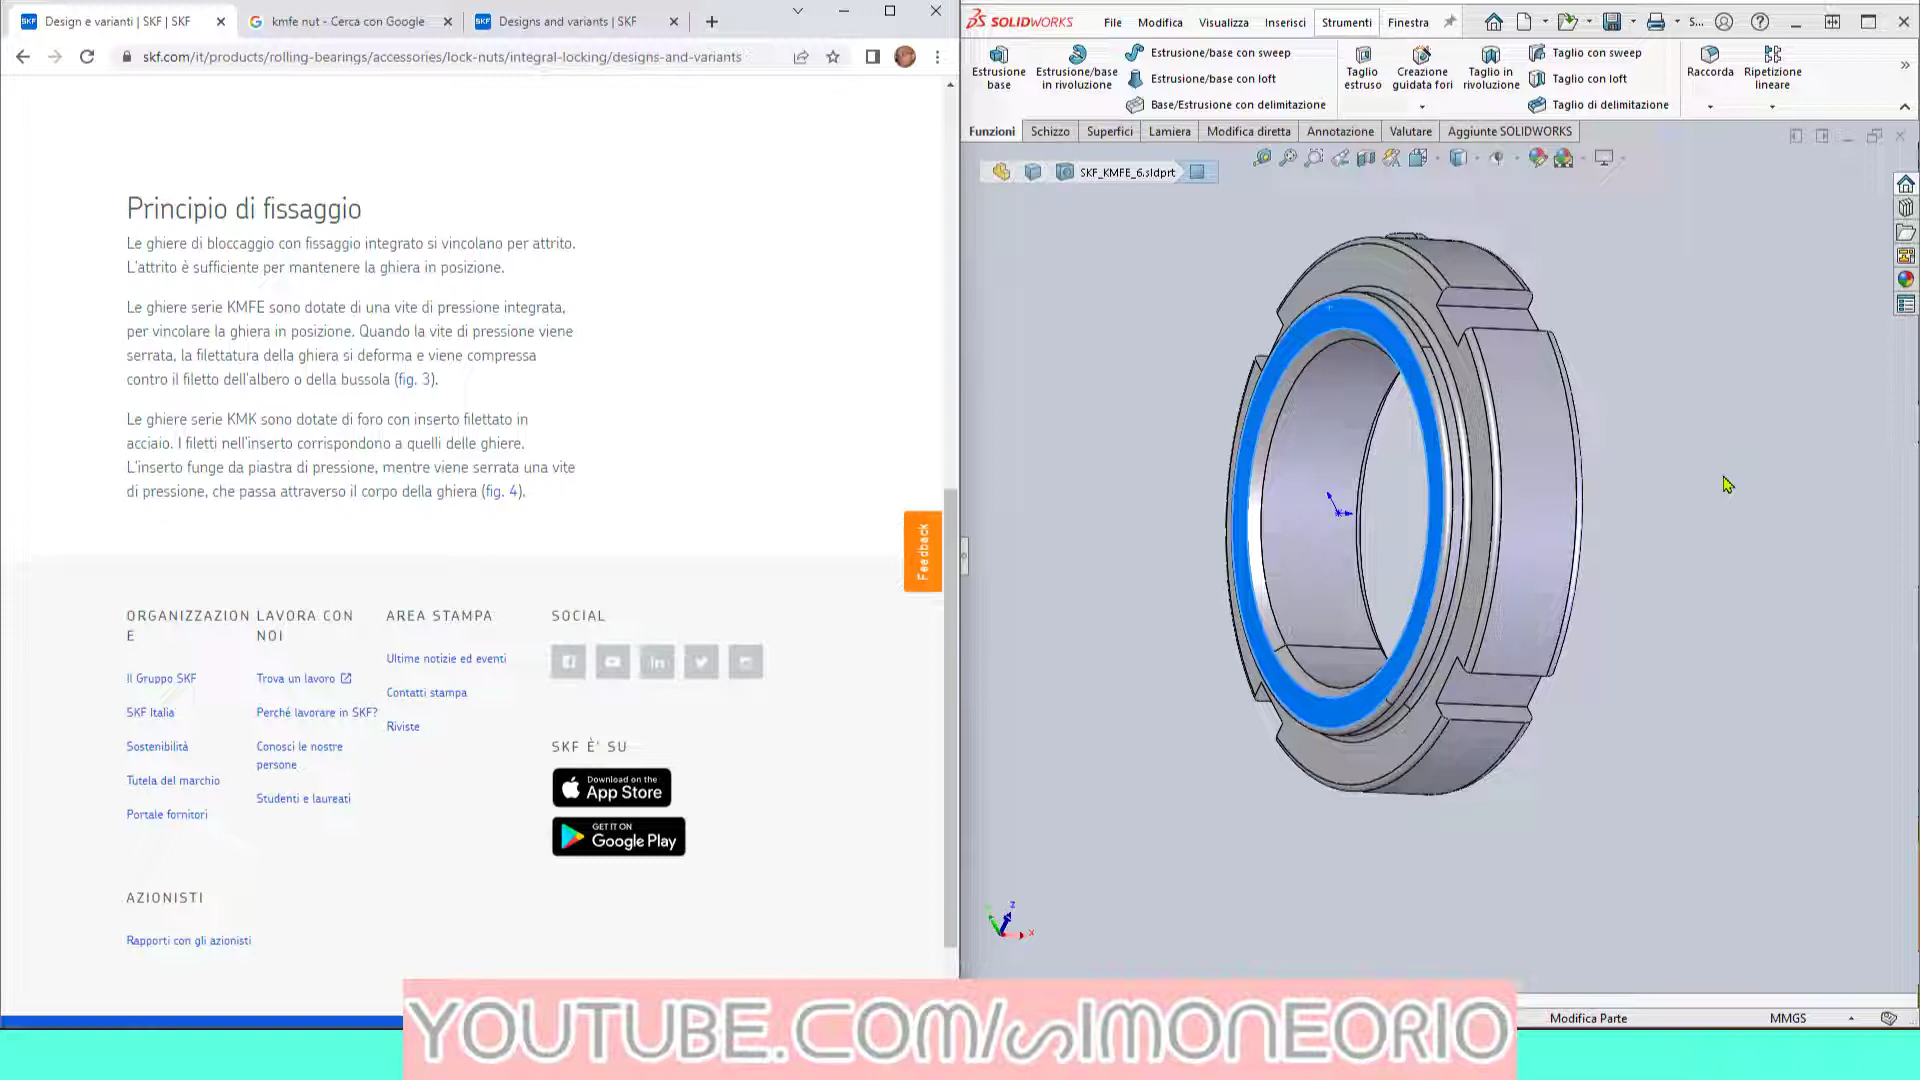 Design e varianti | SKF | SKF
kmfe nut - Cerca con Google
Designs and variants | SKF
skf.com/it/products/rolling-bearings/accessories/lock-nuts/integral-locking/designs-and-variants
Principio di fissaggio
Le ghiere di bloccaggio con fissaggio integrato si vincolano per attrito.
L'attrito è sufficiente per mantenere la ghiera in posizione.
Le ghiere serie KMFE sono dotate di una vite di pressione integrata,
per vincolare la ghiera in posizione. Quando la vite di pressione viene
serrata, la filettatura della ghiera si deforma e viene compressa
contro il filetto dell'albero o della bussola (fig. 3).
Le ghiere serie KMK sono dotate di foro con inserto filettato in
acciaio. I filetti nell'inserto corrispondono a quelli delle ghiere.
L'inserto funge da piastra di pressione, mentre viene serrata una vite
di pressione, che passa attraverso il corpo della ghiera (fig. 4).
Feedback
ORGANIZZAZION
E
Il Gruppo SKF
SKF Italia
Sostenibilità
Tutela del marchio
Portale fornitori
LAVORA CON
NOI
Trova un lavoro
Perché lavorare in SKF?
Conosci le nostre
persone
Studenti e laureati
AREA STAMPA
Ultime notizie ed eventi
Contatti stampa
Riviste
SOCIAL
SKF È' SU
Download on the
App Store
GET IT ON
Google Play
AZIONISTI
Rapporti con gli azionisti
SOLIDWORKS
File
Modifica
Visualizza
Inserisci
Strumenti
Finestra
S...
Estrusione
base
Estrusione/base
in rivoluzione
Estrusione/base con sweep
Estrusione/base con loft
Base/Estrusione con delimitazione
Taglio
estruso
Creazione
guidata fori
Taglio in
rivoluzione
Taglio con sweep
Taglio con loft
Taglio di delimitazione
Raccorda
Ripetizione
lineare
Funzioni
Schizzo
Superfici
Lamiera
Modifica diretta
Annotazione
Valutare
Aggiunte SOLIDWORKS
SKF_KMFE_6.sldprt
z
x
Modifica Parte
MMGS
YOUTUBE.COM/SIMONEORIO